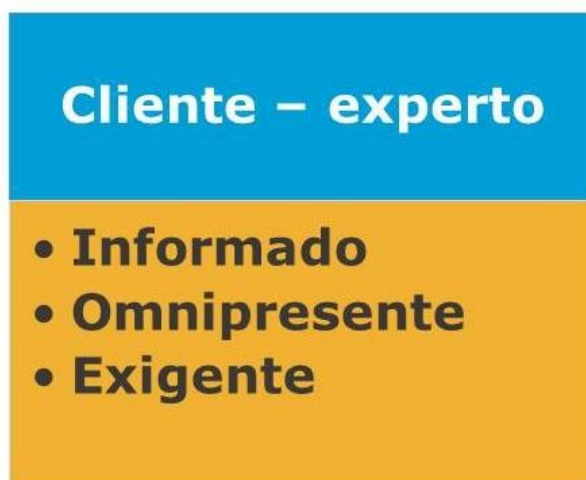 Cliente – experto
• Informado
• Omnipresente
• Exigente